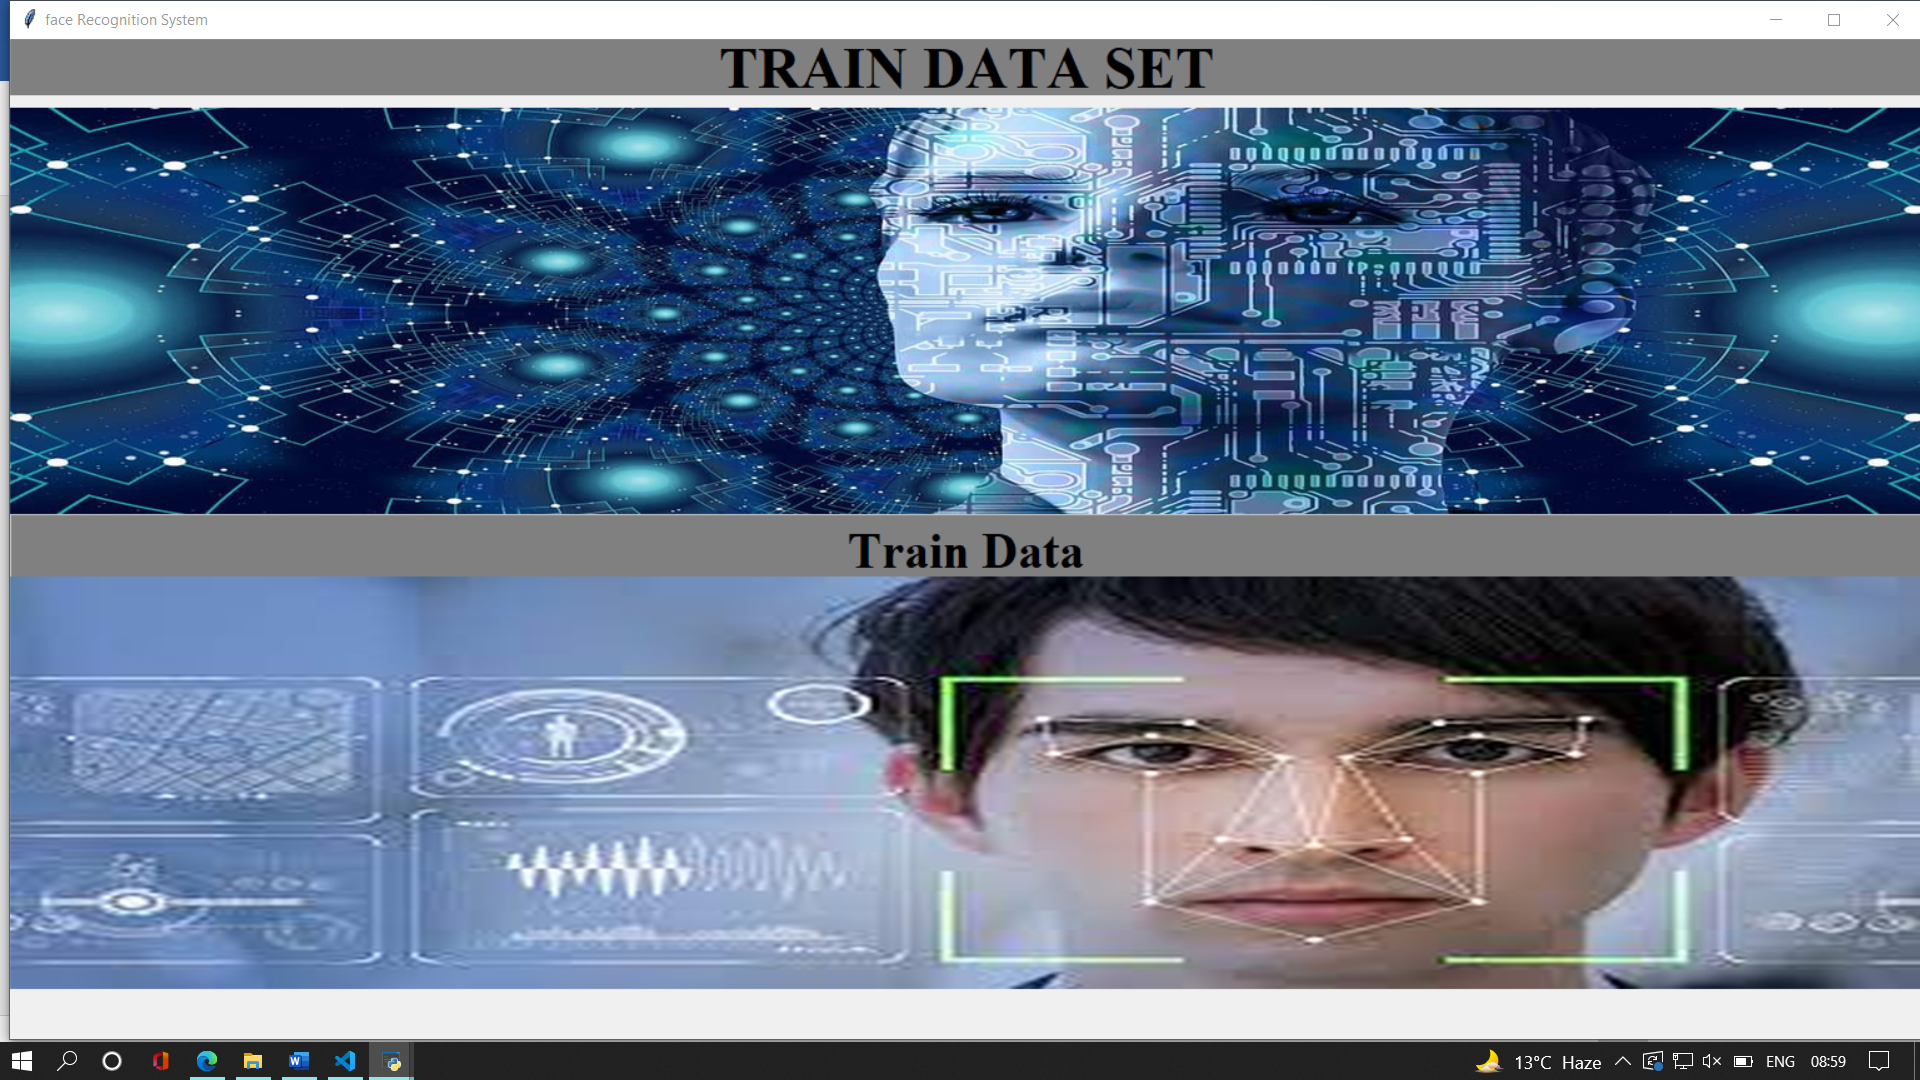 face Recognition System
TRAIN DATA SET
Train Data
13°C Haze
ENG
08:59